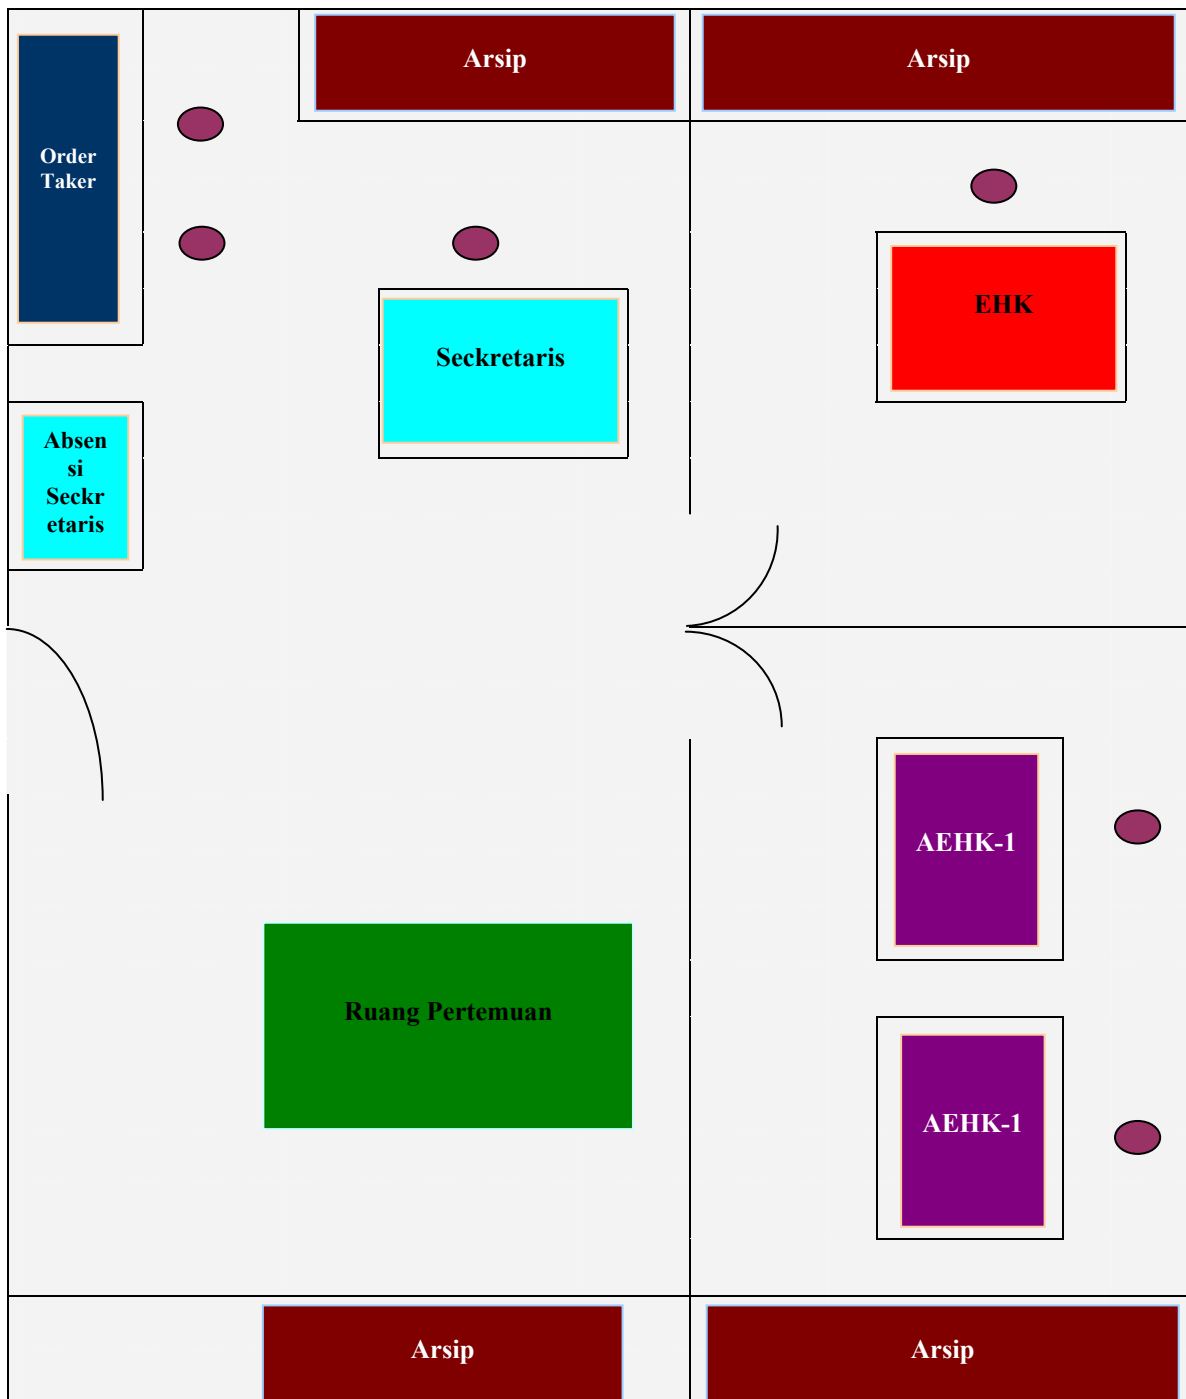 Arsip
Arsip
Order
Taker
EHK
Seckretaris
Absen
si
Seckr
etaris
AEHK-1
Ruang Pertemuan
AEHK-1
Arsip
Arsip